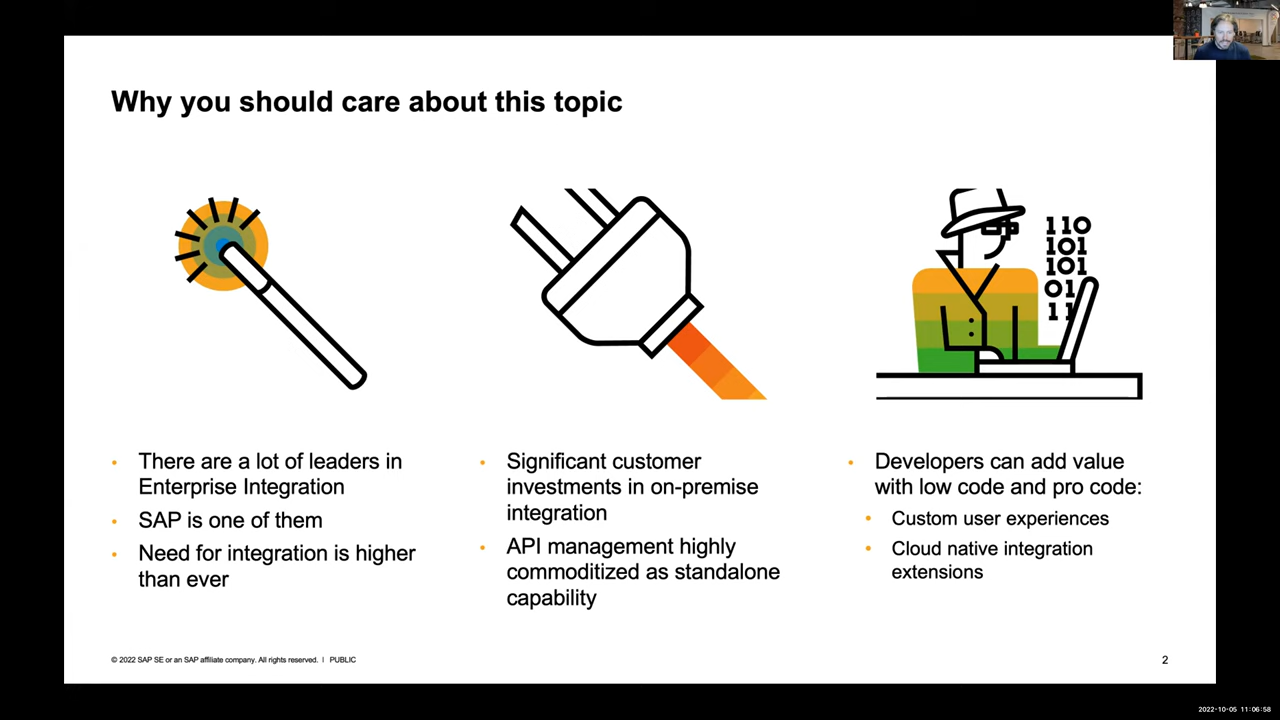 Why you should care about this topic
110
101
101
01
11
There are a lot of leaders in
Enterprise Integration
SAP is one of them
Need for integration is higher
than ever
Significant customer
investments in on-premise
integration
API management highly
commoditized as standalone
capability
Developers can add value
with low code and pro code:
Custom user experiences
Cloud native integration
extensions
© 2022 SAP SE or an SAP affiliate company. All rights reserved. | PUBLIC
2
2022-10-05 11:06:58